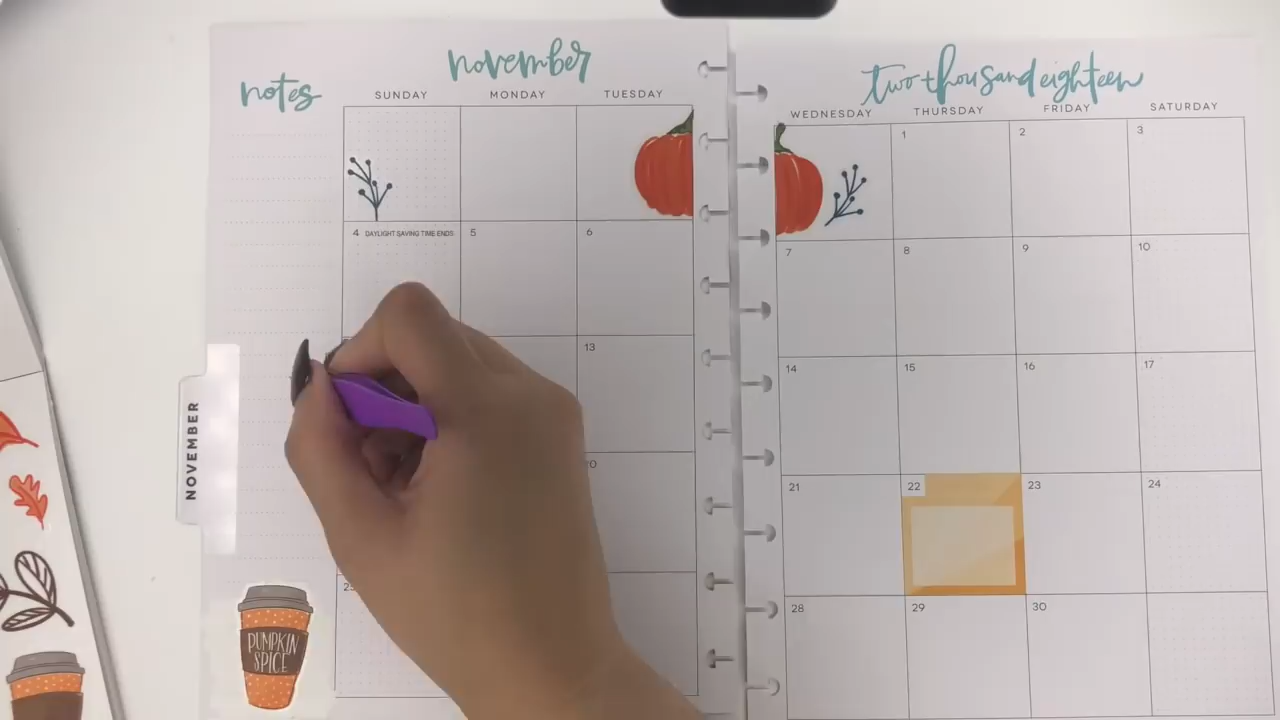 november
two thousand eighteen
notes
SUNDAY MONDAY TUESDAY WEDNESDAY THURSDAY FRIDAY SATURDAY
1 2 3
4 DAYLIGHT SAVING TIME ENDS 5 6 7 8 9 10
13 14 15 16 17
21 22 23 24
28 29 30
NOVEMBER
PUMPKIN
SPICE